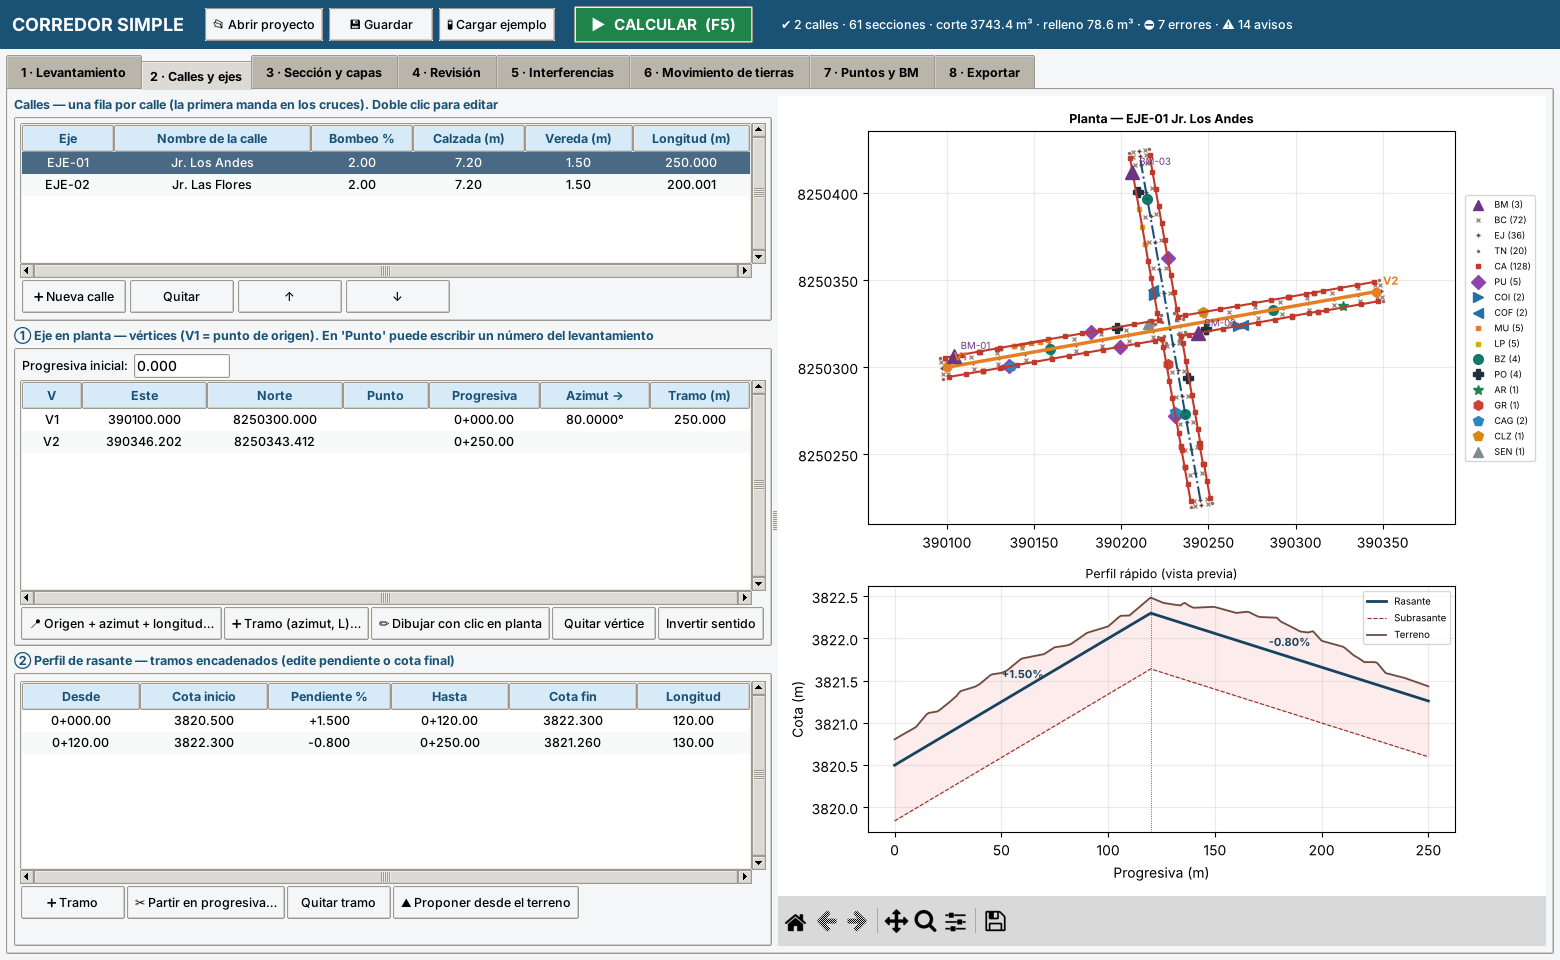 CORREDOR SIMPLE
Abrir proyecto
Guardar
Cargar ejemplo
▶ CALCULAR (F5)
✔ 2 calles · 61 secciones · corte 3743.4 m³ · relleno 78.6 m³ · ⛔ 7 errores · ⚠ 14 avisos
1 · Levantamiento
2 · Calles y ejes
3 · Sección y capas
4 · Revisión
5 · Interferencias
6 · Movimiento de tierras
7 · Puntos y BM
8 · Exportar
Calles — una fila por calle (la primera manda en los cruces). Doble clic para editar
Eje Nombre de la calle Bombeo % Calzada (m) Vereda (m) Longitud (m)
EJE-01 Jr. Los Andes 2.00 7.20 1.50 250.000
EJE-02 Jr. Las Flores 2.00 7.20 1.50 200.001
+ Nueva calle
Quitar
↑
↓
① Eje en planta — vértices (V1 = punto de origen). En 'Punto' puede escribir un número del levantamiento
Progresiva inicial: 0.000
V Este Norte Punto Progresiva Azimut → Tramo (m)
V1 390100.000 8250300.000 0+000.00 80.0000° 250.000
V2 390346.202 8250343.412 0+250.00
Origen + azimut + longitud...
+ Tramo (azimut, L)...
✏ Dibujar con clic en planta
Quitar vértice
Invertir sentido
② Perfil de rasante — tramos encadenados (edite pendiente o cota final)
Desde Cota inicio Pendiente % Hasta Cota fin Longitud
0+000.00 3820.500 +1.500 0+120.00 3822.300 120.00
0+120.00 3822.300 -0.800 0+250.00 3821.260 130.00
+ Tramo
✂ Partir en progresiva...
Quitar tramo
▲ Proponer desde el terreno
Planta — EJE-01 Jr. Los Andes
8250400
8250350
8250300
8250250
390100 390150 390200 390250 390300 390350
BM-03
V2
BM-01
BM (3)
BC (72)
EJ (36)
TN (20)
CA (128)
PU (5)
COI (2)
COF (2)
MU (5)
LP (5)
BZ (4)
PO (4)
AR (1)
GR (1)
CAG (2)
CLZ (1)
SEN (1)
Perfil rápido (vista previa)
Cota (m)
3822.5
3822.0
3821.5
3821.0
3820.5
3820.0
+1.50%
-0.80%
Rasante
Subrasante
Terreno
0 50 100 150 200 250
Progresiva (m)